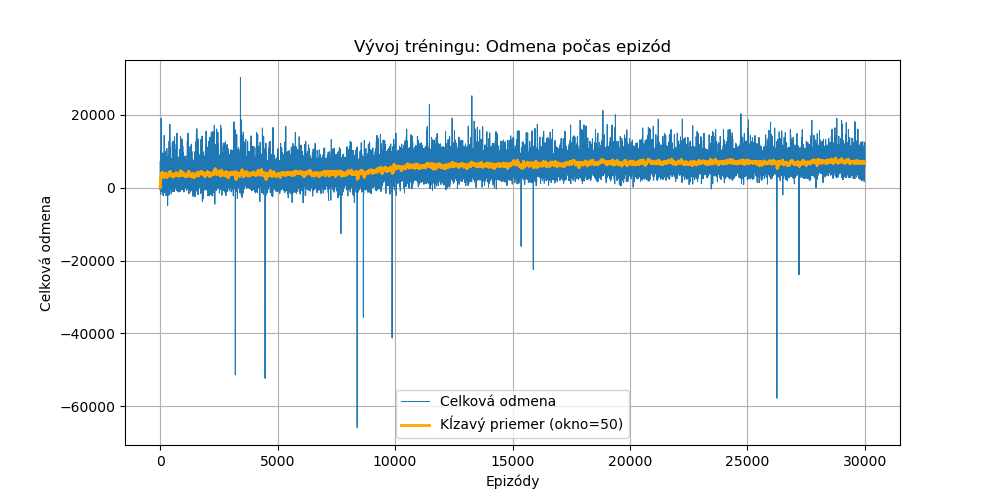 Vývoj tréningu: Odmena počas epizód
Celková odmena
20000
0
−20000
−40000
−60000
0
5000
10000
15000
20000
25000
30000
Epizódy
Celková odmena
Kĺzavý priemer (okno=50)